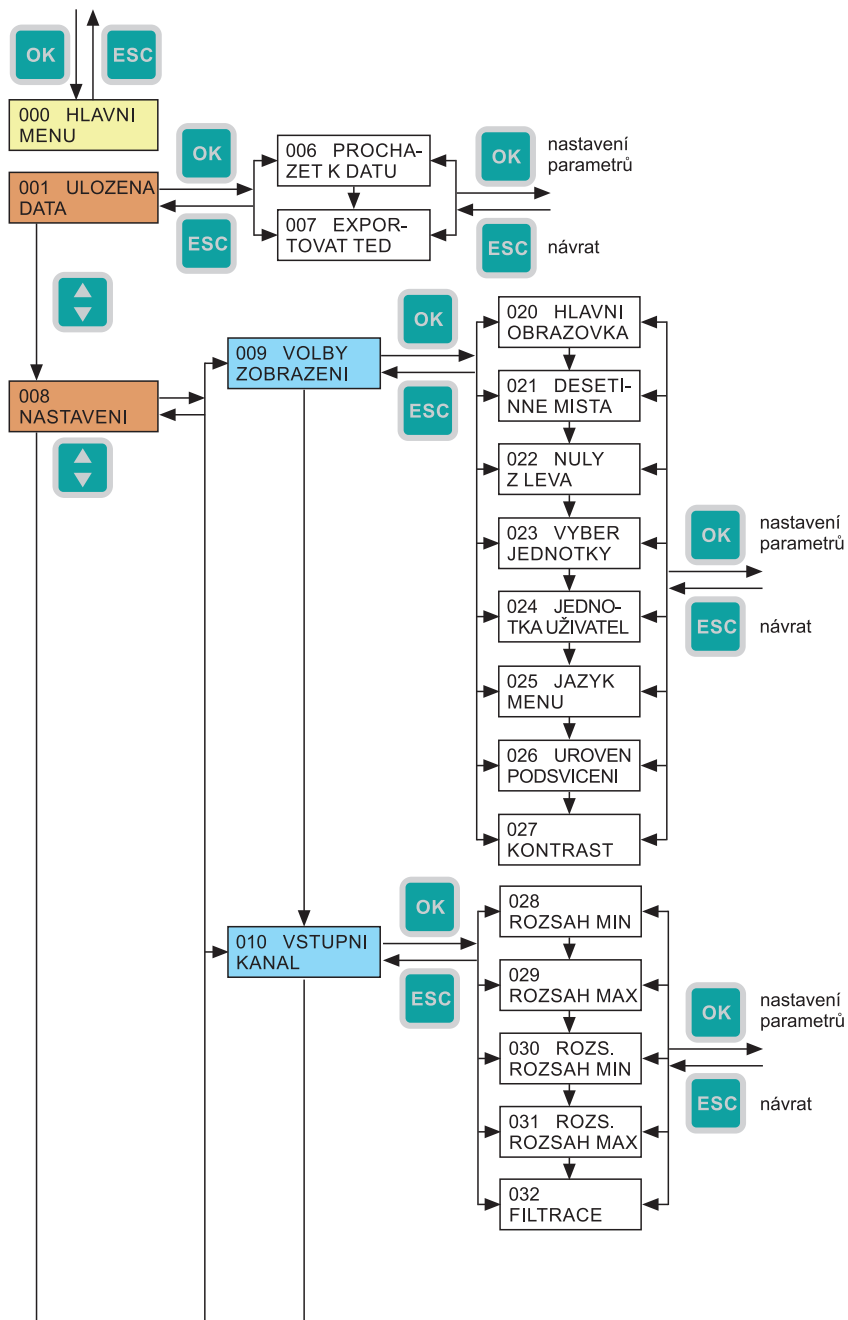 OK
ESC
000 HLAVNI
MENU
001 ULOZENA
DATA
OK
ESC
006 PROCHA-
ZET K DATU
007 EXPOR-
TOVAT TED
OK
nastavení
parametrů
ESC
návrat
008
NASTAVENI
009 VOLBY
ZOBRAZENI
OK
ESC
020 HLAVNI
OBRAZOVKA
021 DESETI-
NNE MISTA
022 NULY
Z LEVA
023 VYBER
JEDNOTKY
024 JEDNO-
TKA UŽIVATEL
025 JAZYK
MENU
026 UROVEN
PODSVICENI
027
KONTRAST
OK
nastavení
parametrů
ESC
návrat
010 VSTUPNI
KANAL
OK
ESC
028
ROZSAH MIN
029
ROZSAH MAX
030 ROZS.
ROZSAH MIN
031 ROZS.
ROZSAH MAX
032
FILTRACE
OK
nastavení
parametrů
ESC
návrat